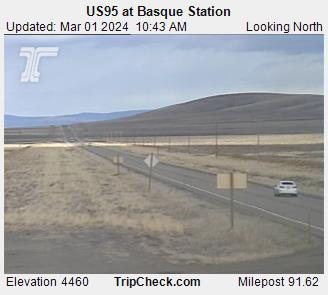 US95 at Basque Station
Updated: Mar 01 2024 10:43 AM Looking North
Elevation 4460 TripCheck.com Milepost 91.62